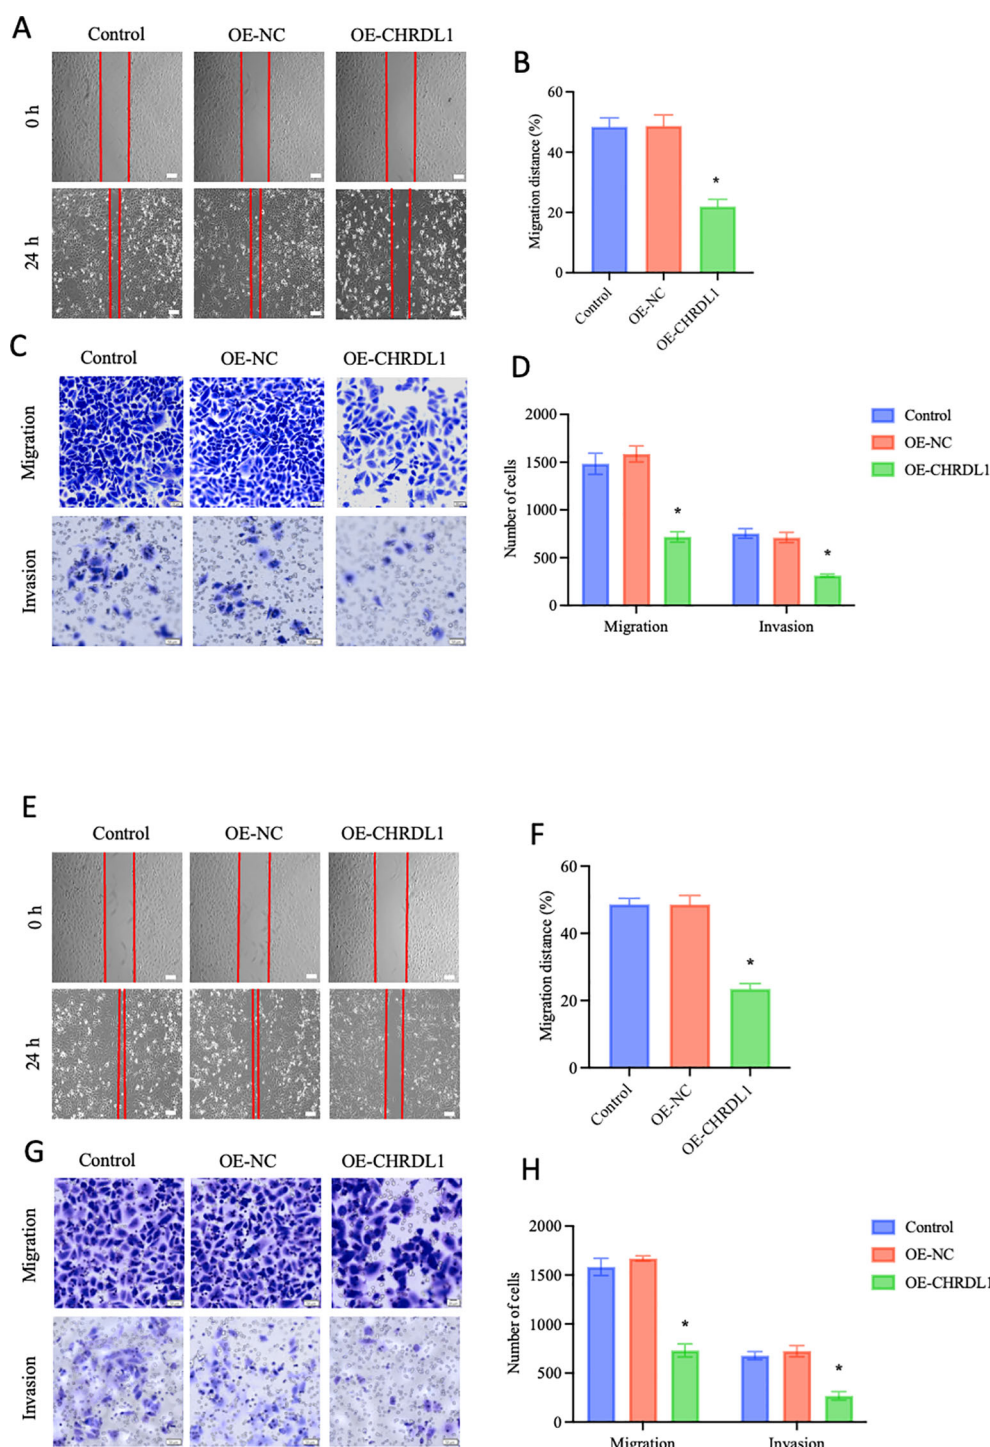 A
Control OE-NC OE-CHRDL1
0 h
24 h
B
Migration distance (%)
60
40
20
0
Control
OE-NC
OE-CHRDL1
*
C
Control OE-NC OE-CHRDL1
Migration
Invasion
D
Number of cells
2000
1500
1000
500
0
*
*
Migration Invasion
Control
OE-NC
OE-CHRDL1
E
Control OE-NC OE-CHRDL1
0 h
24 h
F
Migration distance (%)
60
40
20
0
*
Control
OE-NC
OE-CHRDL1
G
Control OE-NC OE-CHRDL1
Migration
Invasion
H
Number of cells
2000
1500
1000
500
0
*
*
Migration Invasion
Control
OE-NC
OE-CHRDL1